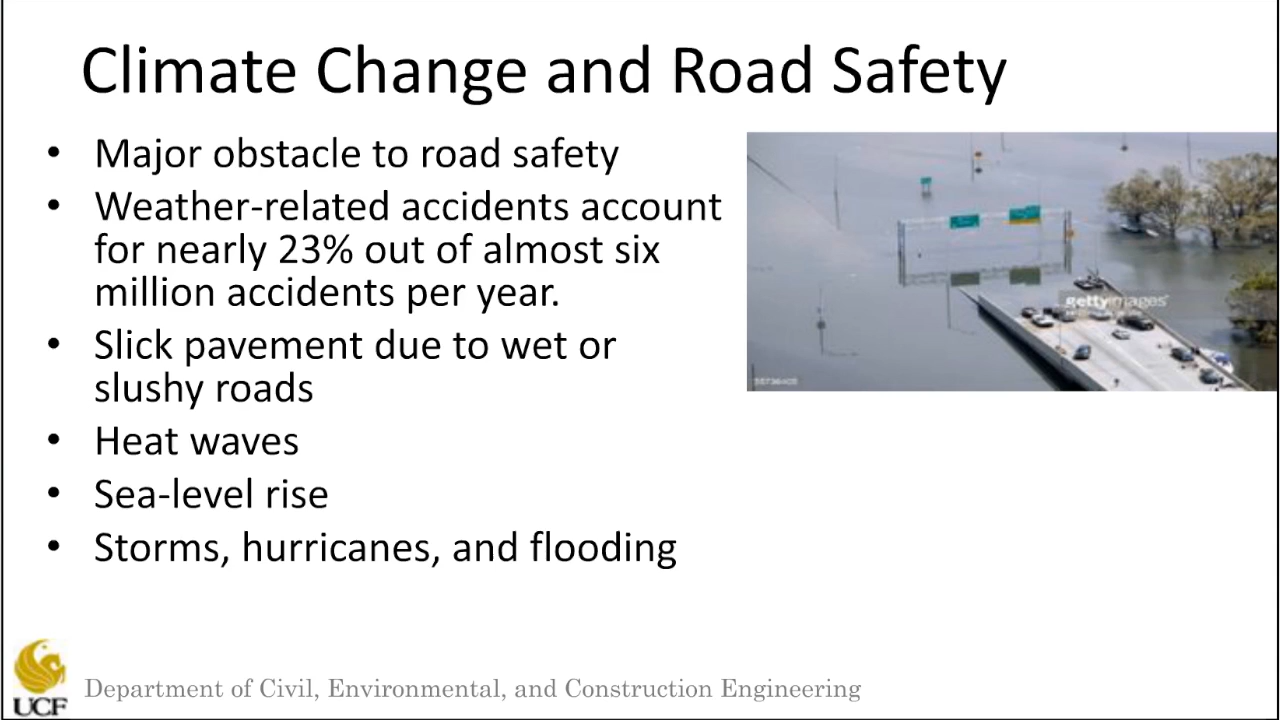 Climate Change and Road Safety
• Major obstacle to road safety
• Weather-related accidents account
for nearly 23% out of almost six
million accidents per year.
• Slick pavement due to wet or
slushy roads
• Heat waves
• Sea-level rise
• Storms, hurricanes, and flooding
gettyimages
UCF
Department of Civil, Environmental, and Construction Engineering